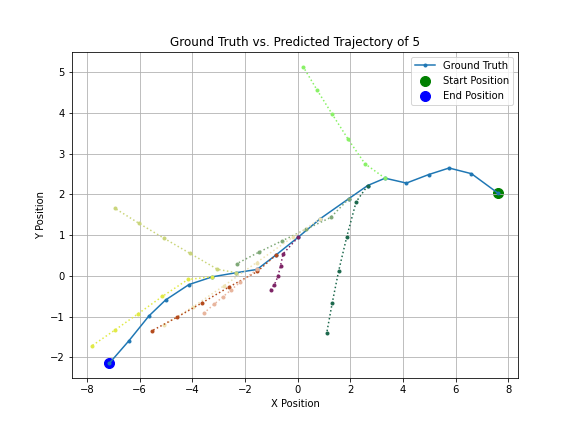 Ground Truth vs. Predicted Trajectory of 5
Ground Truth
Start Position
End Position
5
4
3
2
1
0
−1
−2
Y Position
−8
−6
−4
−2
0
2
4
6
8
X Position